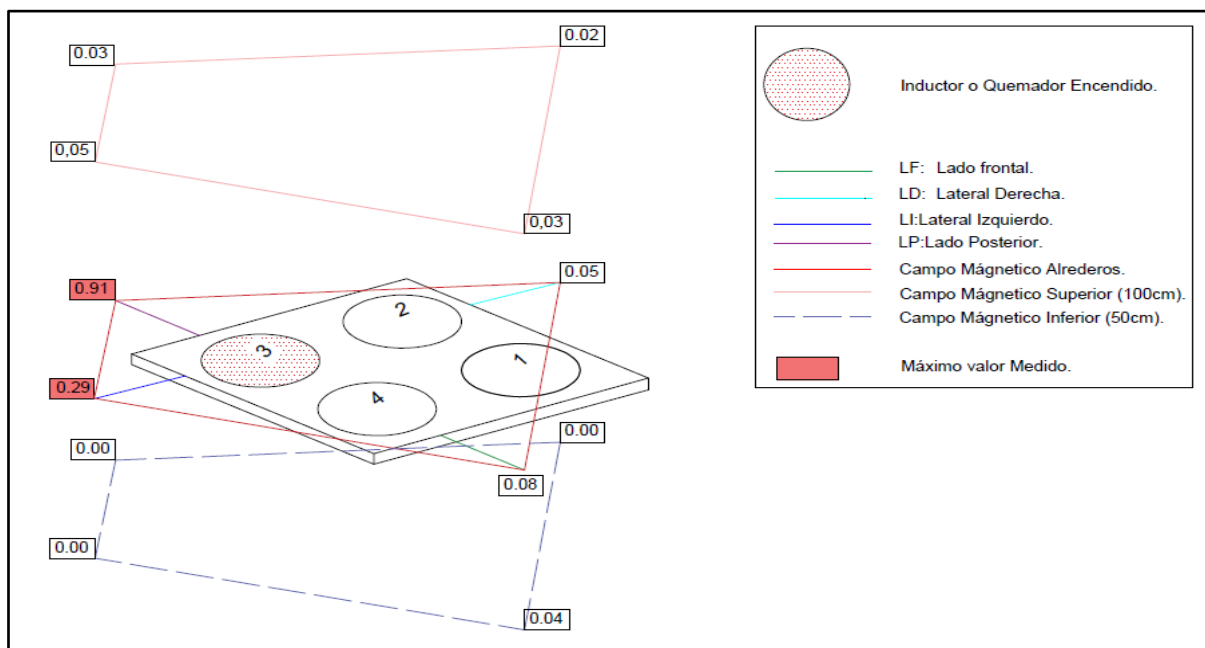 0.03
0.02
0,05
0,03
0.91
0.05
0.29
0.08
2
3
1
4
0.00
0.00
0.00
0.04
Inductor o Quemador Encendido.
LF: Lado frontal.
LD: Lateral Derecha.
LI:Lateral Izquierdo.
LP:Lado Posterior.
Campo Mágnetico Alrederos.
Campo Mágnetico Superior (100cm).
Campo Mágnetico Inferior (50cm).
Máximo valor Medido.